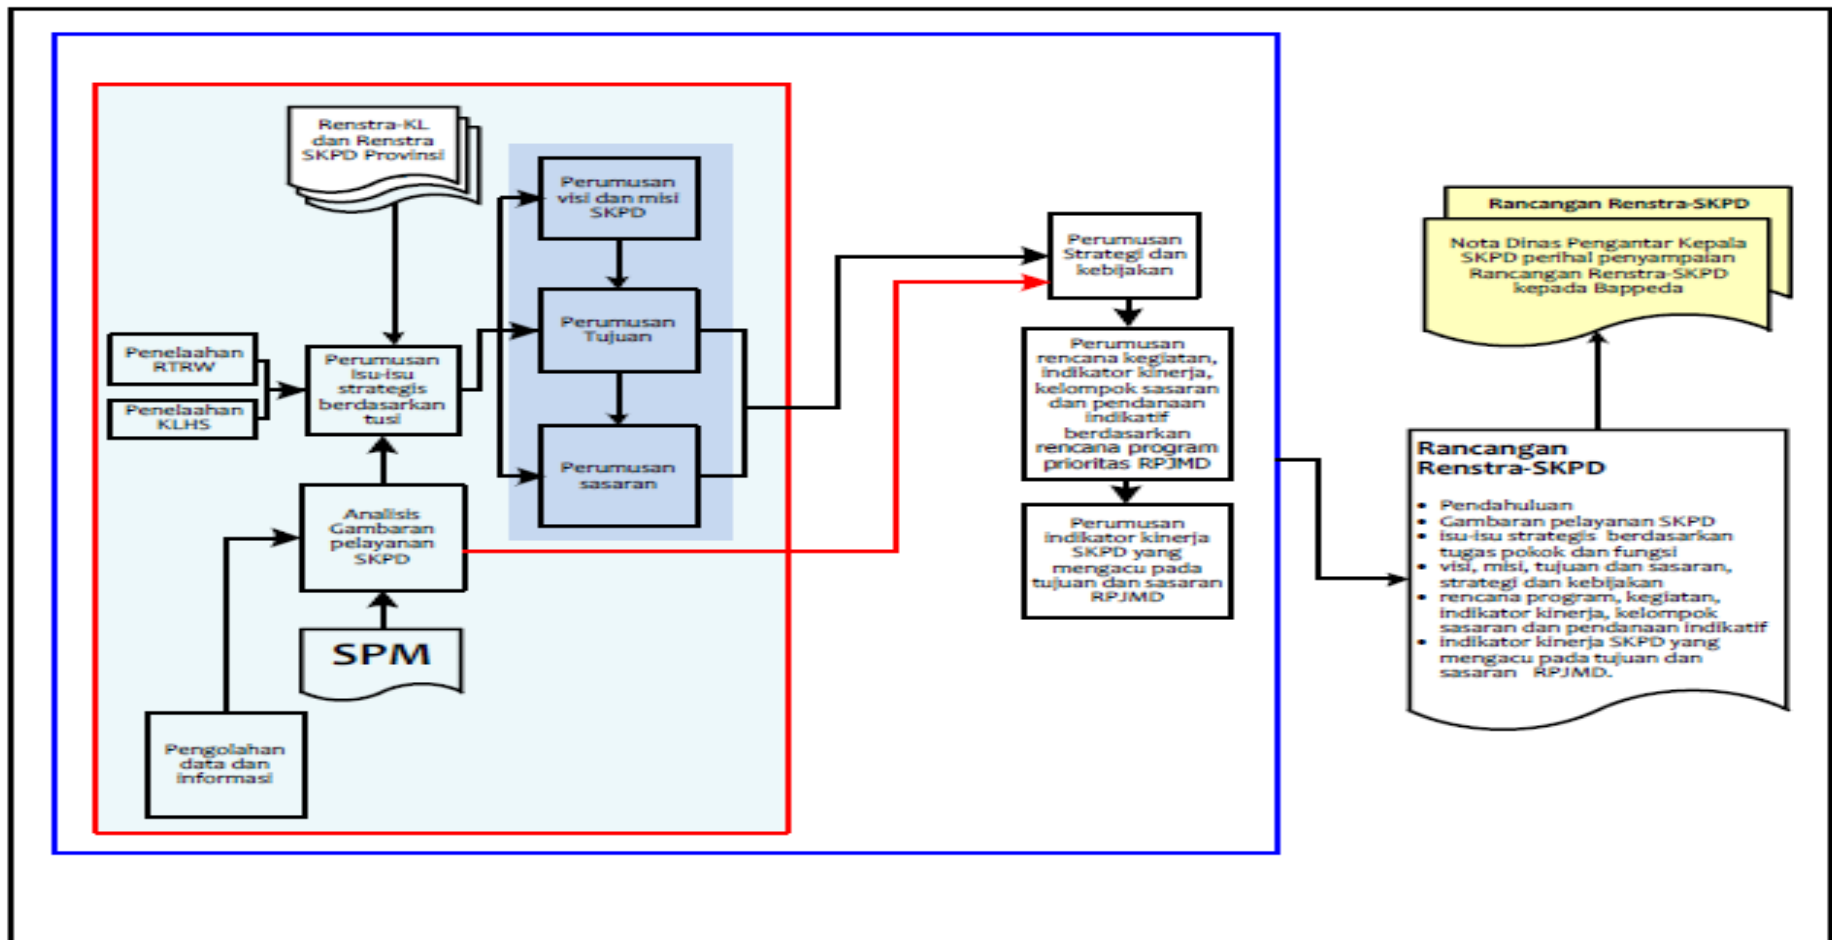 Renstra-KL
dan Renstra
SKPD Provinsi
Perumusan
visi dan misi
SKPD
Perumusan
Tujuan
Perumusan
sasaran
Penelaahan
RTRW
Penelaahan
KLHS
Perumusan
Isu-isu
strategis
berdasarkan
tusi
Analisis
Gambaran
pelayanan
SKPD
SPM
Pengolahan
data dan
informasi
Perumusan
Strategi dan
kebijakan
Perumusan
rencana kegiatan,
indikator kinerja,
kelompok sasaran
dan pendanaan
indikatif
berdasarkan
rencana program
prioritas RPJMD
Perumusan
indikator kinerja
SKPD yang
mengacu pada
tujuan dan sasaran
RPJMD
Rancangan Renstra-SKPD
Nota Dinas Pengantar Kepala
SKPD perihal penyampaian
Rancangan Renstra-SKPD
kepada Bappeda
Rancangan
Renstra-SKPD
• Pendahuluan
• Gambaran pelayanan SKPD
• isu-isu strategis berdasarkan
tugas pokok dan fungsi
• visi, misi, tujuan dan sasaran,
strategi dan kebijakan
• rencana program, kegiatan,
indikator kinerja, kelompok
sasaran dan pendanaan indikatif
• indikator kinerja SKPD yang
mengacu pada tujuan dan
sasaran RPJMD.